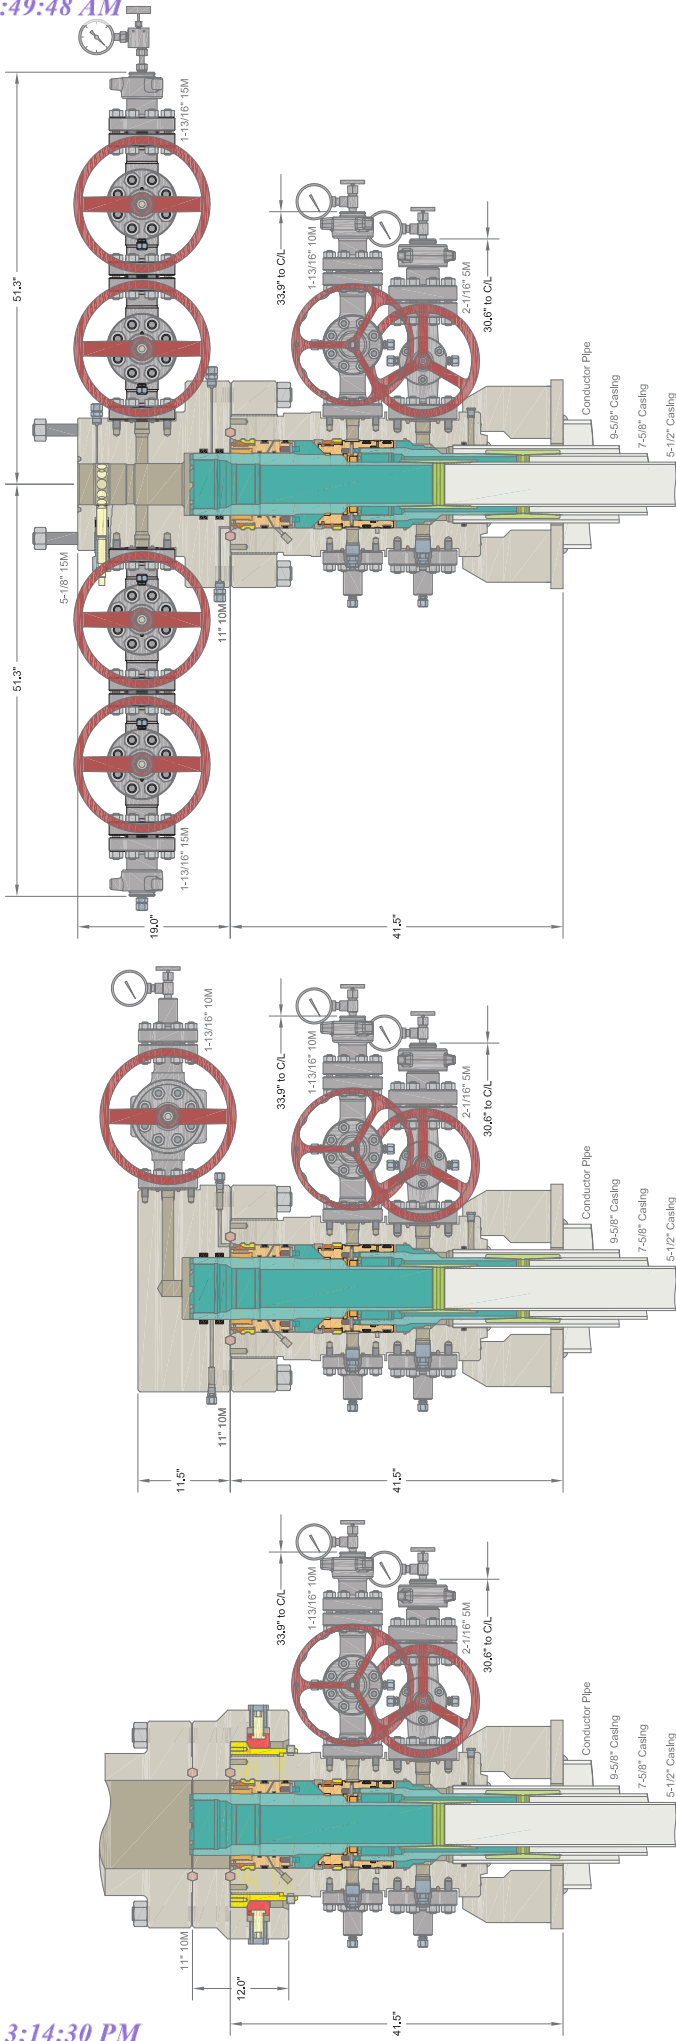 :49:48 AM
1-13/16" 15M
51.3"
33.9" to C/L
1-13/16" 10M
2-1/16" 5M
30.6" to C/L
Conductor Pipe
9-5/8" Casing
7-5/8" Casing
5-1/2" Casing
5-1/8" 15M
11" 10M
51.3"
1-13/16" 15M
19.0"
41.5"
1-13/16" 10M
33.9" to C/L
1-13/16" 10M
2-1/16" 5M
30.6" to C/L
Conductor Pipe
9-5/8" Casing
7-5/8" Casing
5-1/2" Casing
11" 10M
11.5"
41.5"
33.9" to C/L
1-13/16" 10M
2-1/16" 5M
30.6" to C/L
Conductor Pipe
9-5/8" Casing
7-5/8" Casing
5-1/2" Casing
11" 10M
12.0"
41.5"
3:14:30 PM